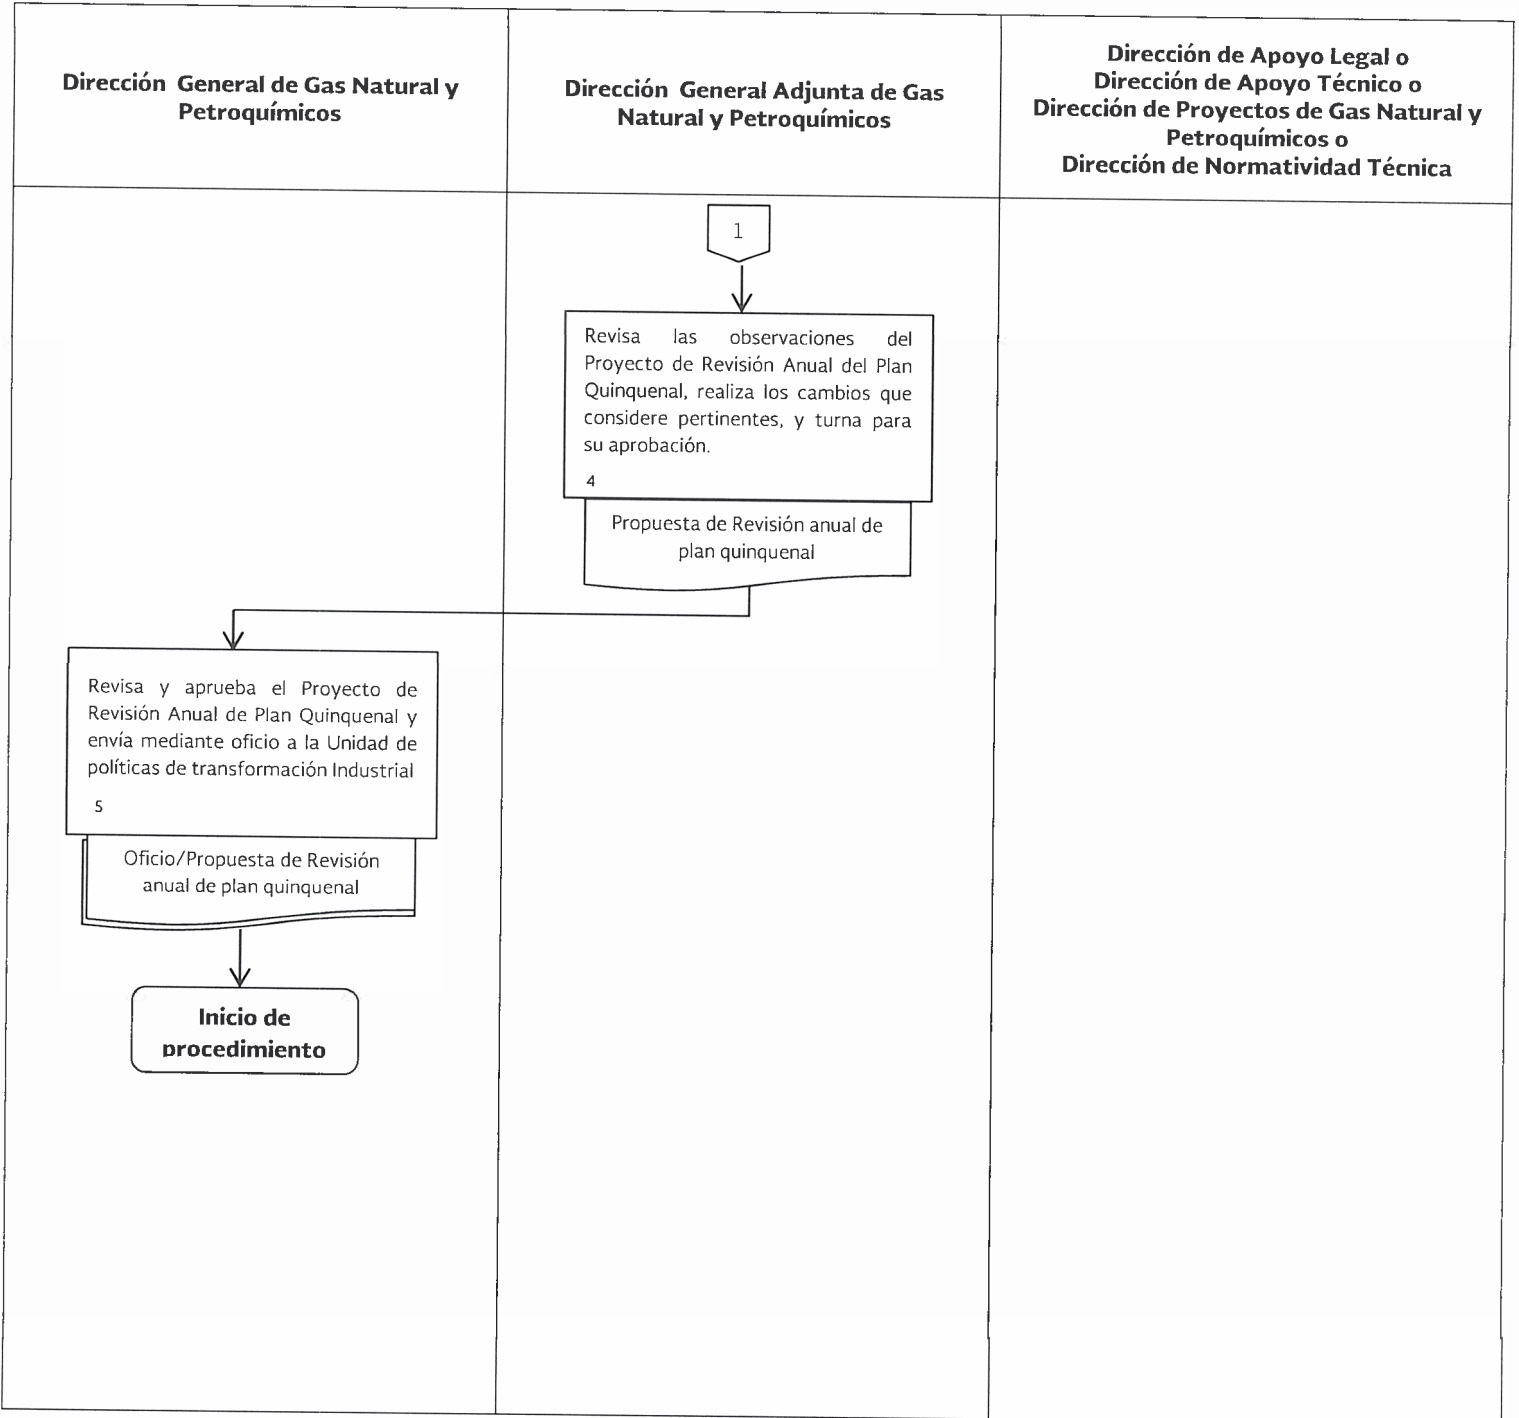 Dirección General de Gas Natural y
Petroquímicos
Dirección General Adjunta de Gas
Natural y Petroquímicos
Dirección de Apoyo Legal o
Dirección de Apoyo Técnico o
Dirección de Proyectos de Gas Natural y
Petroquímicos o
Dirección de Normatividad Técnica
1
Revisa las observaciones del
Proyecto de Revisión Anual del Plan
Quinquenal, realiza los cambios que
considere pertinentes, y turna para
su aprobación.
4
Propuesta de Revisión anual de
plan quinquenal
Revisa y aprueba el Proyecto de
Revisión Anual de Plan Quinquenal y
envía mediante oficio a la Unidad de
políticas de transformación Industrial
5
Oficio/Propuesta de Revisión
anual de plan quinquenal
Inicio de
procedimiento